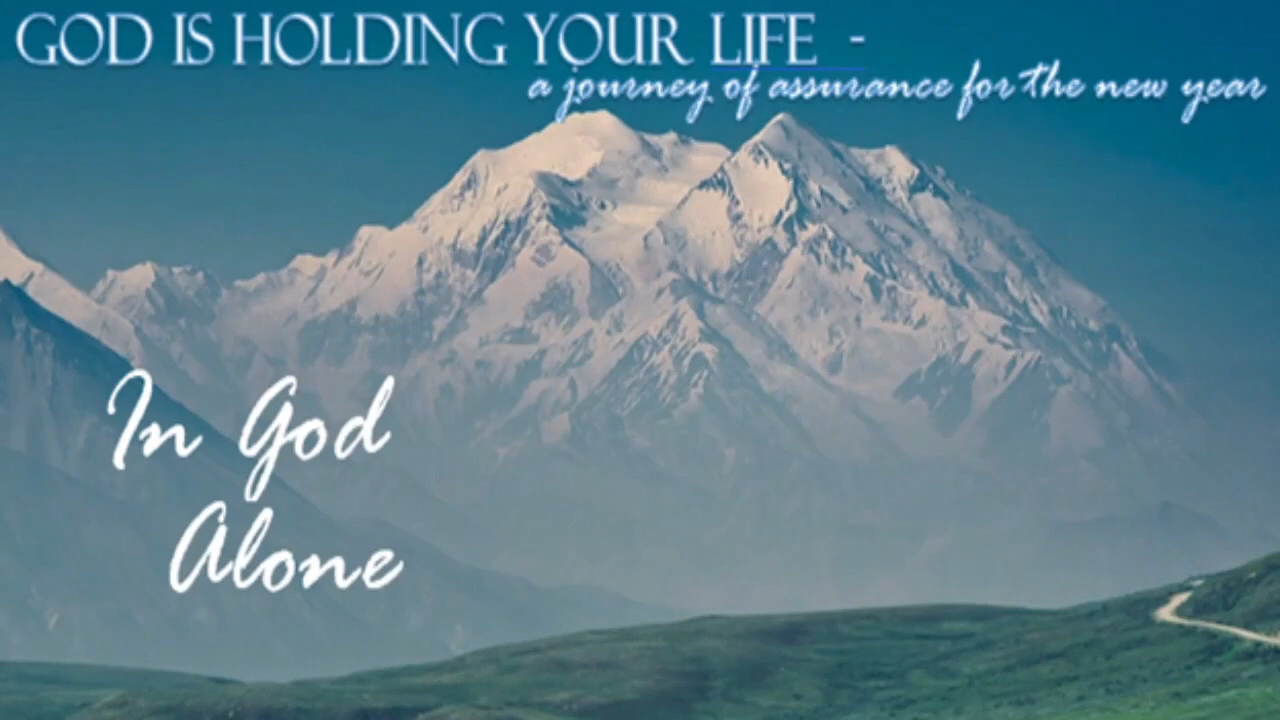 GOD IS HOLDING YOUR LIFE -
a journey of assurance for the new year
In God
Alone